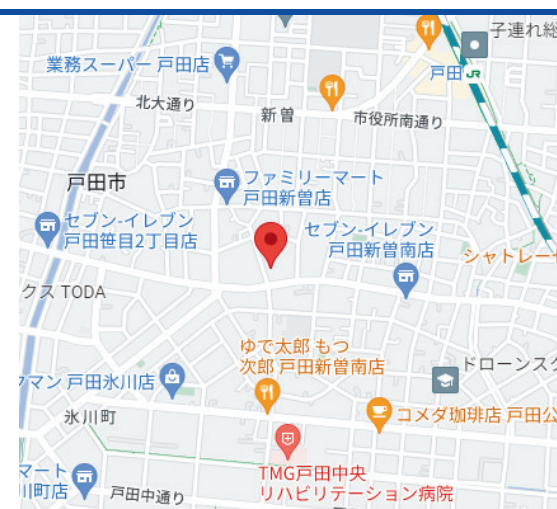 子連れ総
業務スーパー 戸田店
戸田
JR
北大通り
新曽
市役所南通り
戸田市
ファミリーマート
戸田新曽店
セブン-イレブン
戸田笹目2丁目店
セブン-イレブン
戸田新曽南店
シャトレーゼ
クス TODA
ゆで太郎 もつ
次郎 戸田新曽南店
ドローンスク
クマン 戸田氷川店
氷川町
コメダ珈琲店 戸田公
TMG戸田中央
リハビリテーション病院
マート
川町店
戸田中通り